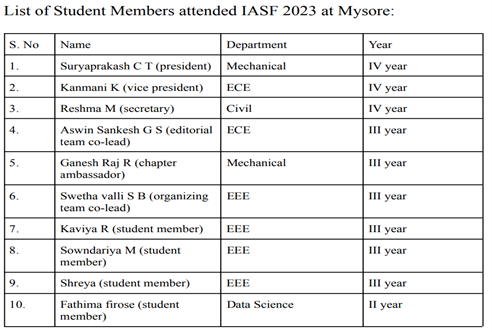 List of Student Members attended IASF 2023 at Mysore:
S. No Name Department Year
1. Suryaprakash C T (president) Mechanical IV year
2. Kanmani K (vice president) ECE IV year
3. Reshma M (secretary) Civil IV year
4. Aswin Sankesh G S (editorial ECE III year
team co-lead)
5. Ganesh Raj R (chapter Mechanical III year
ambassador)
6. Swetha valli S B (organizing EEE III year
team co-lead)
7. Kaviya R (student member) EEE III year
8. Sowndariya M (student EEE III year
member)
9. Shreya (student member) EEE III year
10. Fathima firose (student Data Science II year
member)